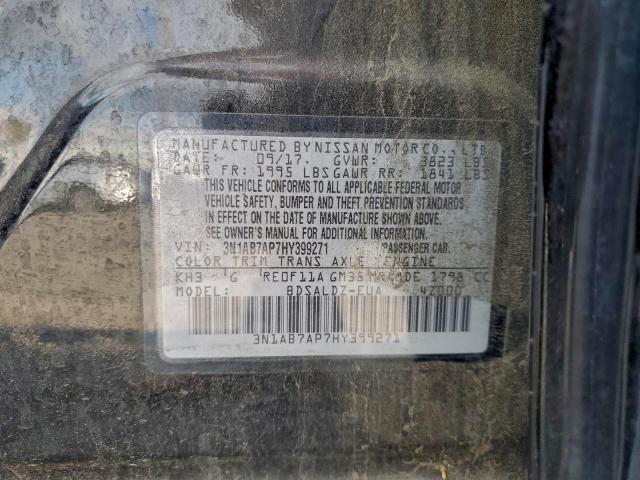 MANUFACTURED BY NISSAN MOTOR CO., LTD
DATE: 09/17. GVWR: 3823 LBS
GAWR FR: 1995 LBS GAWR RR: 1841 LBS
THIS VEHICLE CONFORMS TO ALL APPLICABLE FEDERAL MOTOR
VEHICLE SAFETY, BUMPER AND THEFT PREVENTION STANDARDS
IN EFFECT ON THE DATE OF MANUFACTURE SHOWN ABOVE.
SEE OWNER'S MANUAL FOR ADDITIONAL INFORMATION.
VIN: 3N1AB7AP7HY399271 PASSENGER CAR.
COLOR TRIM TRANS AXLE ENGINE
KH3 G RE0F11A GM35 1798 CC
MODEL: BDSALDZ-EUA
3N1AB7AP7HY399271